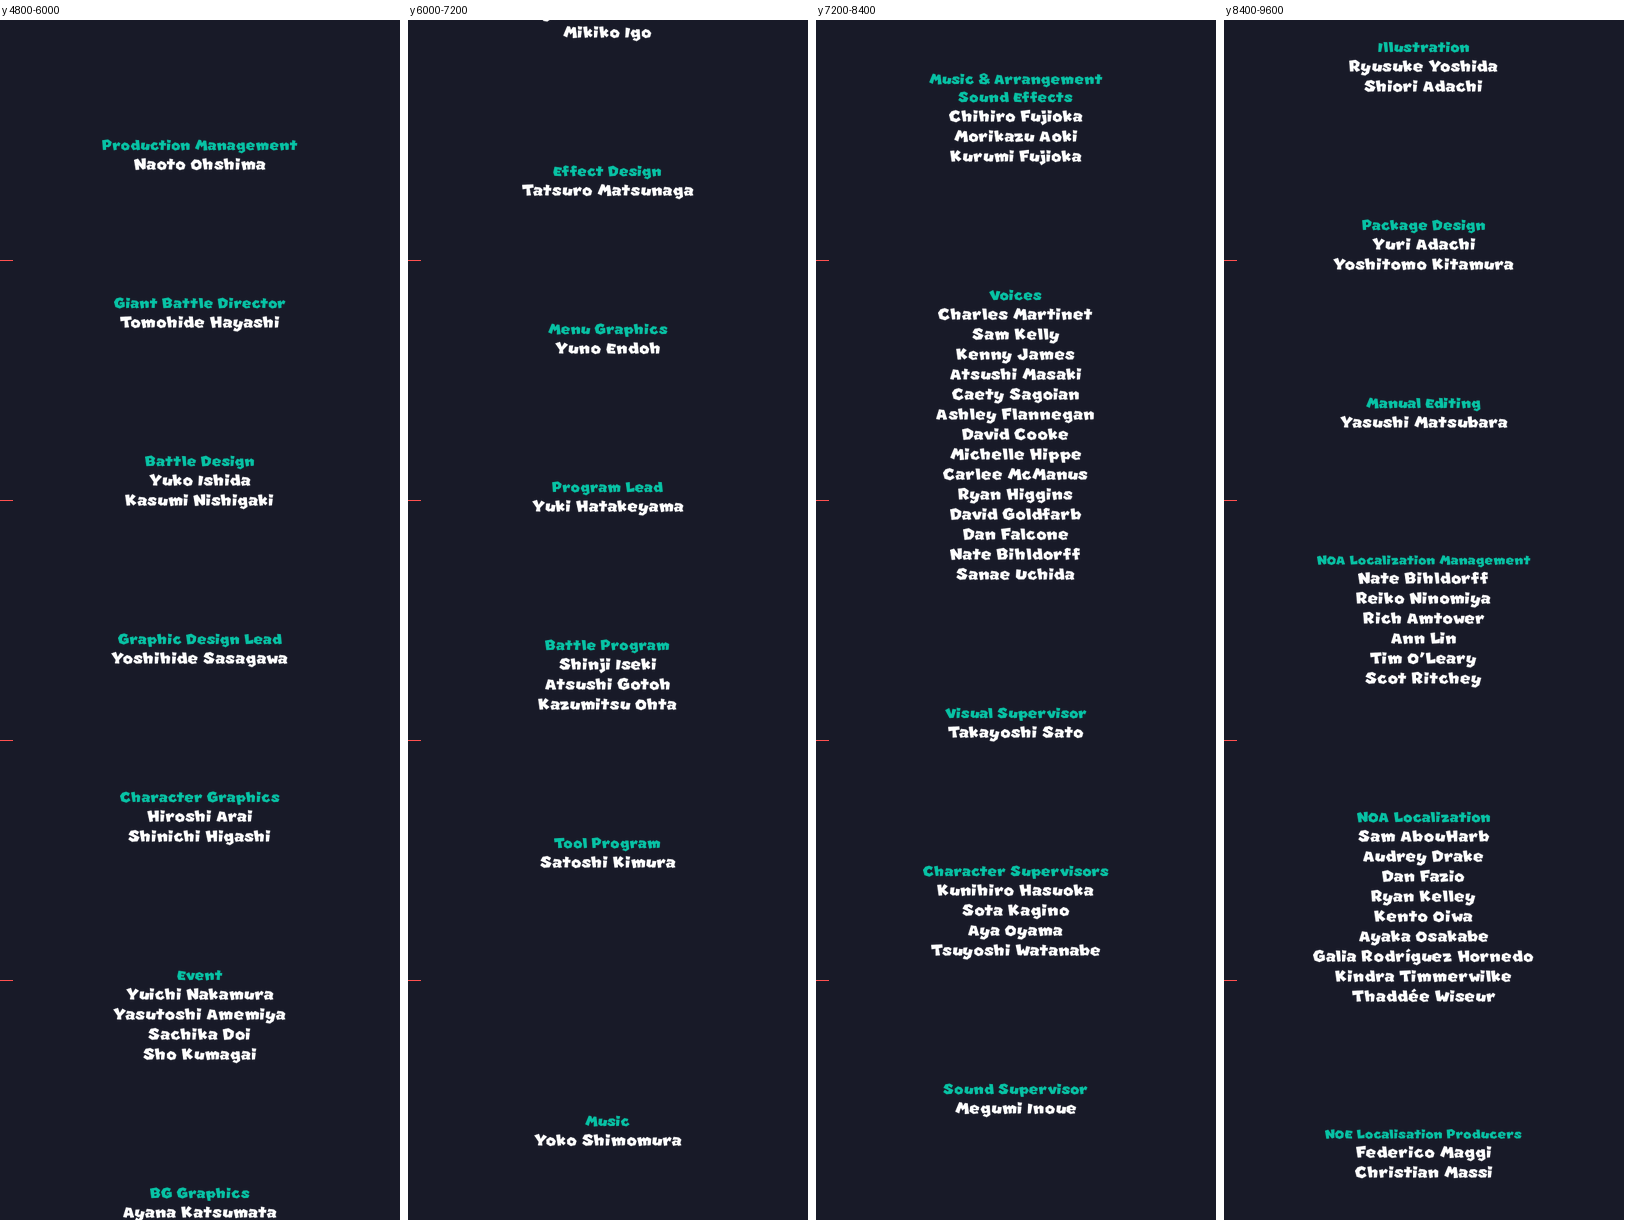 y4800-6000
Production Management
Naoto Ohshima
Giant Battle Director
Tomohide Hayashi
Battle Design
Yuko Ishida
Kasumi Nishigaki
Graphic Design Lead
Yoshihide Sasagawa
Character Graphics
Hiroshi Arai
Shinichi Higashi
Event
Yuichi Nakamura
Yasutoshi Amemiya
Sachika Doi
Sho Kumagai
BG Graphics
Ayana Katsumata
y6000-7200
Mikiko Igo
Effect Design
Tatsuro Matsunaga
Menu Graphics
Yuno Endoh
Program Lead
Yuki Hatakeyama
Battle Program
Shinji Iseki
Atsushi Gotoh
Kazumitsu Ohta
Tool Program
Satoshi Kimura
Music
Yoko Shimomura
y7200-8400
Music & Arrangement
Sound Effects
Chihiro Fujioka
Morikazu Aoki
Kurumi Fujioka
Voices
Charles Martinet
Sam Kelly
Kenny James
Atsushi Masaki
Caety Sagoian
Ashley Flannegan
David Cooke
Michelle Hippe
Carlee McManus
Ryan Higgins
David Goldfarb
Dan Falcone
Nate Bihldorff
Sanae Uchida
Visual Supervisor
Takayoshi Sato
Character Supervisors
Kunihiro Hasuoka
Sota Kagino
Aya Oyama
Tsuyoshi Watanabe
Sound Supervisor
Megumi Inoue
y8400-9600
Illustration
Ryusuke Yoshida
Shiori Adachi
Package Design
Yuri Adachi
Yoshitomo Kitamura
Manual Editing
Yasushi Matsubara
NOA Localization Management
Nate Bihldorff
Reiko Ninomiya
Rich Amtower
Ann Lin
Tim O'Leary
Scot Ritchey
NOA Localization
Sam AbouHarb
Audrey Drake
Dan Fazio
Ryan Kelley
Kento Oiwa
Ayaka Osakabe
Galia Rodríguez Hornedo
Kindra Timmerwilke
Thaddée Wiseur
NOE Localisation Producers
Federico Maggi
Christian Massi